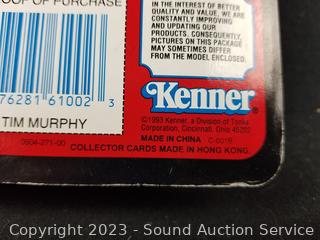 OOF OF PURCHASE
76281 61002 3
TIM MURPHY
0504-271-00
IN THE INTEREST OF BETTER
QUALITY AND VALUE, WE ARE
CONSTANTLY IMPROVING
AND UPDATING OUR
PRODUCTS. CONSEQUENTLY,
PICTURES ON THIS PACKAGE
MAY SOMETIMES DIFFER
FROM THE MODEL ENCLOSED.
Kenner
©1993 Kenner, a Division of Tonka
Corporation, Cincinnati, Ohio 45202
MADE IN CHINA
COLLECTOR CARDS MADE IN HONG KONG.
Copyright 2023 - Sound Auction Service